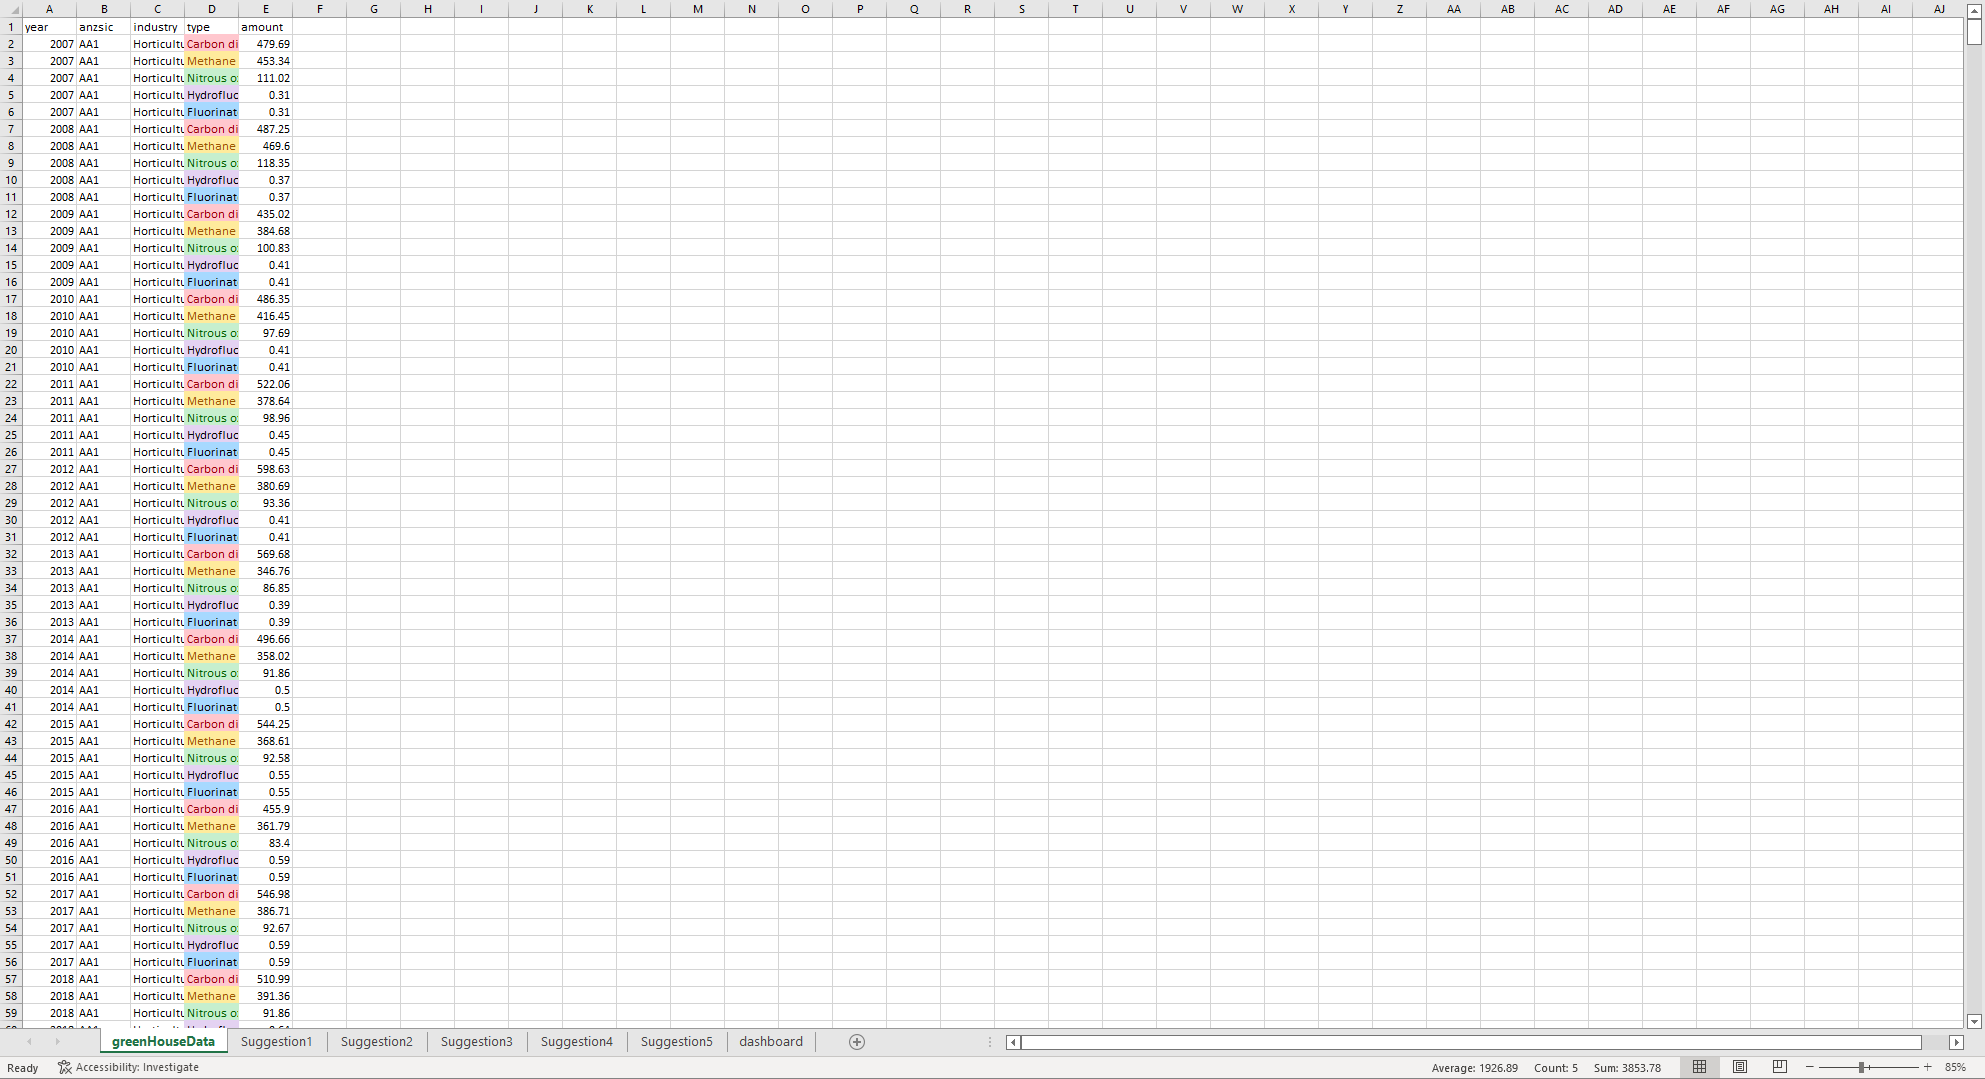 A B C D E F G H I J K L M N O P Q R S T U V W X Y Z AA AB AC AD AE AF AG AH AI AJ
1 year anzsic industry type amount
2 2007 AA1 Horticultu Carbon di 479.69
3 2007 AA1 Horticultu Methane 453.34
4 2007 AA1 Horticultu Nitrous o 111.02
5 2007 AA1 Horticultu Hydrofluc 0.31
6 2007 AA1 Horticultu Fluorinat 0.31
7 2008 AA1 Horticultu Carbon di 487.25
8 2008 AA1 Horticultu Methane 469.6
9 2008 AA1 Horticultu Nitrous o 118.35
10 2008 AA1 Horticultu Hydrofluc 0.37
11 2008 AA1 Horticultu Fluorinat 0.37
12 2009 AA1 Horticultu Carbon di 435.02
13 2009 AA1 Horticultu Methane 384.68
14 2009 AA1 Horticultu Nitrous o 100.83
15 2009 AA1 Horticultu Hydrofluc 0.41
16 2009 AA1 Horticultu Fluorinat 0.41
17 2010 AA1 Horticultu Carbon di 486.35
18 2010 AA1 Horticultu Methane 416.45
19 2010 AA1 Horticultu Nitrous o 97.69
20 2010 AA1 Horticultu Hydrofluc 0.41
21 2010 AA1 Horticultu Fluorinat 0.41
22 2011 AA1 Horticultu Carbon di 522.06
23 2011 AA1 Horticultu Methane 378.64
24 2011 AA1 Horticultu Nitrous o 98.96
25 2011 AA1 Horticultu Hydrofluc 0.45
26 2011 AA1 Horticultu Fluorinat 0.45
27 2012 AA1 Horticultu Carbon di 598.63
28 2012 AA1 Horticultu Methane 380.69
29 2012 AA1 Horticultu Nitrous o 93.36
30 2012 AA1 Horticultu Hydrofluc 0.41
31 2012 AA1 Horticultu Fluorinat 0.41
32 2013 AA1 Horticultu Carbon di 569.68
33 2013 AA1 Horticultu Methane 346.76
34 2013 AA1 Horticultu Nitrous o 86.85
35 2013 AA1 Horticultu Hydrofluc 0.39
36 2013 AA1 Horticultu Fluorinat 0.39
37 2014 AA1 Horticultu Carbon di 496.66
38 2014 AA1 Horticultu Methane 358.02
39 2014 AA1 Horticultu Nitrous o 91.86
40 2014 AA1 Horticultu Hydrofluc 0.5
41 2014 AA1 Horticultu Fluorinat 0.5
42 2015 AA1 Horticultu Carbon di 544.25
43 2015 AA1 Horticultu Methane 368.61
44 2015 AA1 Horticultu Nitrous o 92.58
45 2015 AA1 Horticultu Hydrofluc 0.55
46 2015 AA1 Horticultu Fluorinat 0.55
47 2016 AA1 Horticultu Carbon di 455.9
48 2016 AA1 Horticultu Methane 361.79
49 2016 AA1 Horticultu Nitrous o 83.4
50 2016 AA1 Horticultu Hydrofluc 0.59
51 2016 AA1 Horticultu Fluorinat 0.59
52 2017 AA1 Horticultu Carbon di 546.98
53 2017 AA1 Horticultu Methane 386.71
54 2017 AA1 Horticultu Nitrous o 92.67
55 2017 AA1 Horticultu Hydrofluc 0.59
56 2017 AA1 Horticultu Fluorinat 0.59
57 2018 AA1 Horticultu Carbon di 510.99
58 2018 AA1 Horticultu Methane 391.36
59 2018 AA1 Horticultu Nitrous o 91.86
greenHouseData Suggestion1 Suggestion2 Suggestion3 Suggestion4 Suggestion5 dashboard
Ready Accessibility: Investigate Average: 1926.89 Count: 5 Sum: 3853.78 85%